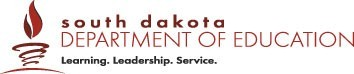 south dakota
DEPARTMENT OF EDUCATION
Learning. Leadership. Service.